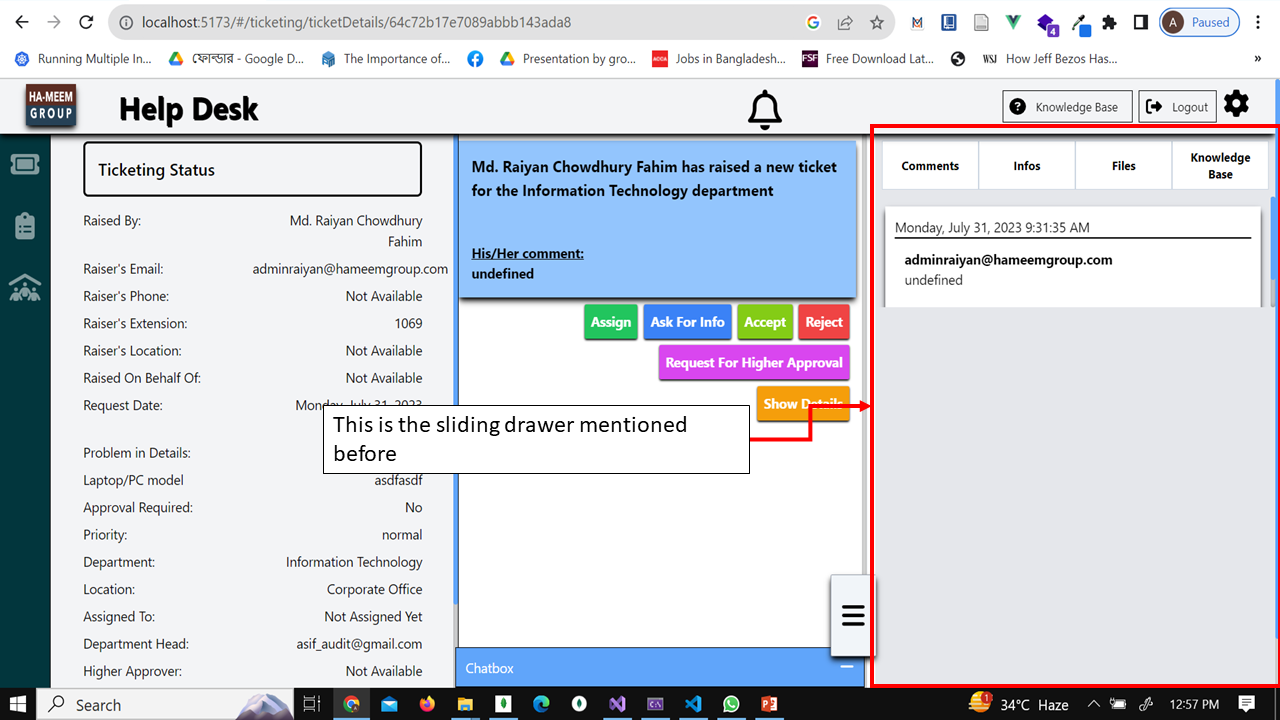 localhost:5173/#/ticketing/ticketDetails/64c72b17e7089abbb143ada8
A Paused
4
Running Multiple In...
ফোল্ডার - Google D...
The Importance of...
Presentation by gro...
ACCA Jobs in Bangladesh...
FSF Free Download Lat...
WSJ How Jeff Bezos Has...
»
HA-MEEM
GROUP
Help Desk
Knowledge Base
Logout
Ticketing Status
Raised By: Md. Raiyan Chowdhury
Fahim
Raiser's Email: adminraiyan@hameemgroup.com
Raiser's Phone: Not Available
Raiser's Extension: 1069
Raiser's Location: Not Available
Raised On Behalf Of: Not Available
Request Date: Monday, July 31, 2023
Problem in Details:
Laptop/PC model asdfasdf
Approval Required: No
Priority: normal
Department: Information Technology
Location: Corporate Office
Assigned To: Not Assigned Yet
Department Head: asif_audit@gmail.com
Higher Approver: Not Available
Md. Raiyan Chowdhury Fahim has raised a new ticket
for the Information Technology department
His/Her comment:
undefined
Assign Ask For Info Accept Reject
Request For Higher Approval
Show Details
This is the sliding drawer mentioned
before
Chatbox
Comments Infos Files Knowledge
Base
Monday, July 31, 2023 9:31:35 AM
adminraiyan@hameemgroup.com
undefined
Search
1
34°C Haze
12:57 PM